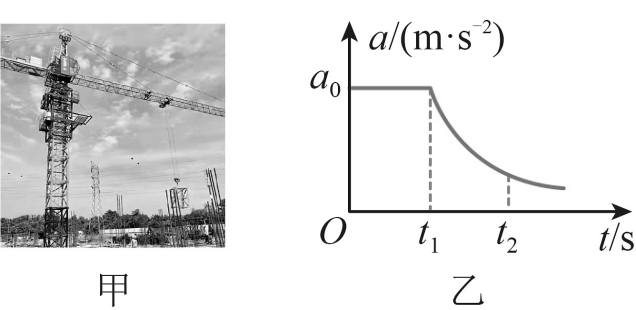 a/(m·s⁻²)
a₀
O
t₁
t₂
t/s
甲
乙